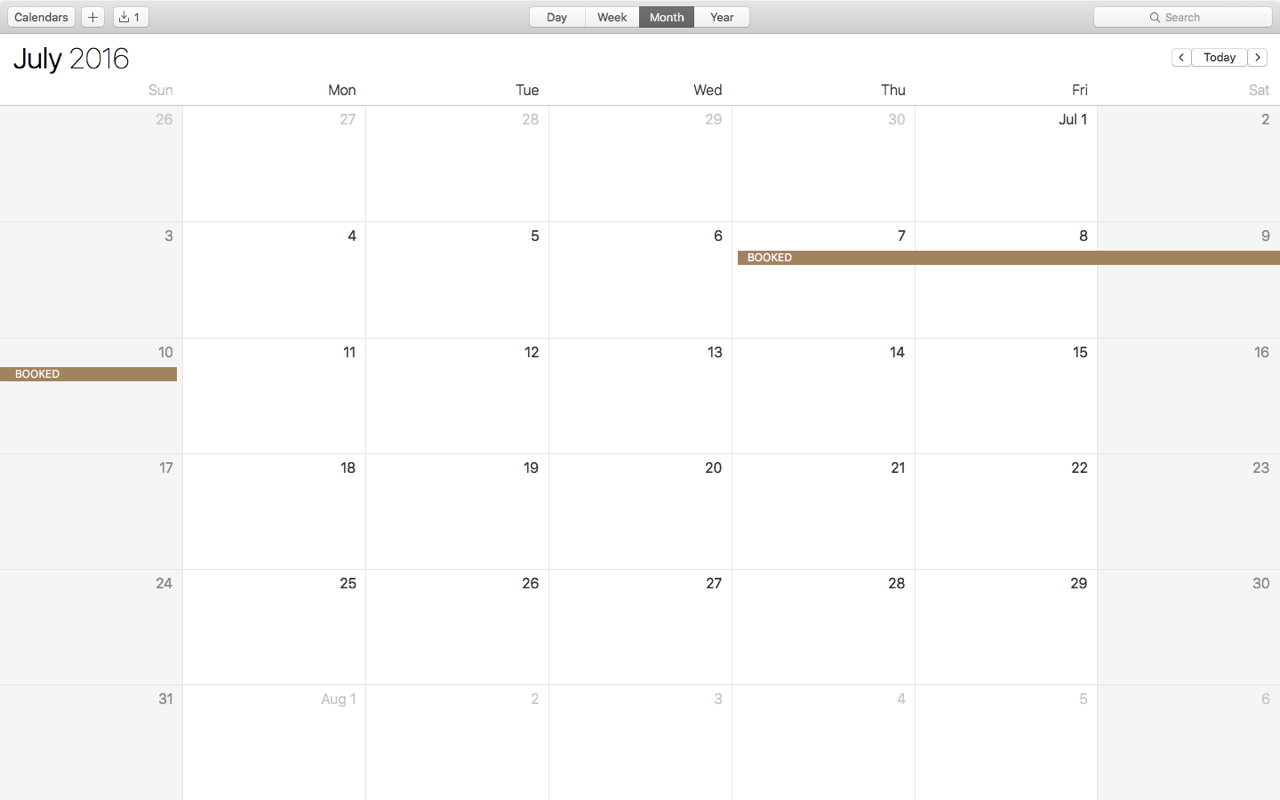 Calendars + 1 Day Week Month Year Search
July 2016 < Today >
Sun Mon Tue Wed Thu Fri Sat
26 27 28 29 30 Jul 1 2
3 4 5 6 7 8 9
BOOKED
10 11 12 13 14 15 16
BOOKED
17 18 19 20 21 22 23
24 25 26 27 28 29 30
31 Aug 1 2 3 4 5 6